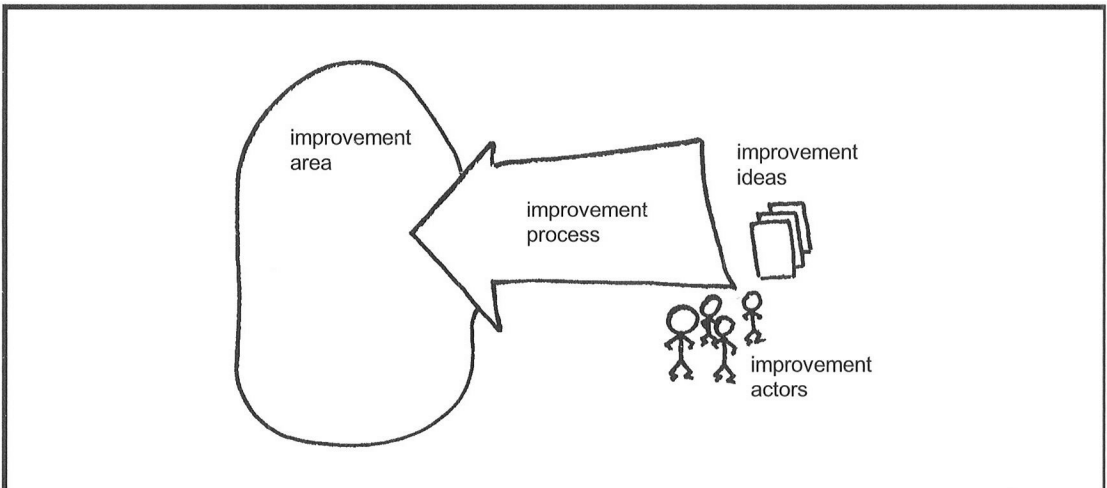 improvement
area
improvement
process
improvement
ideas
improvement
actors